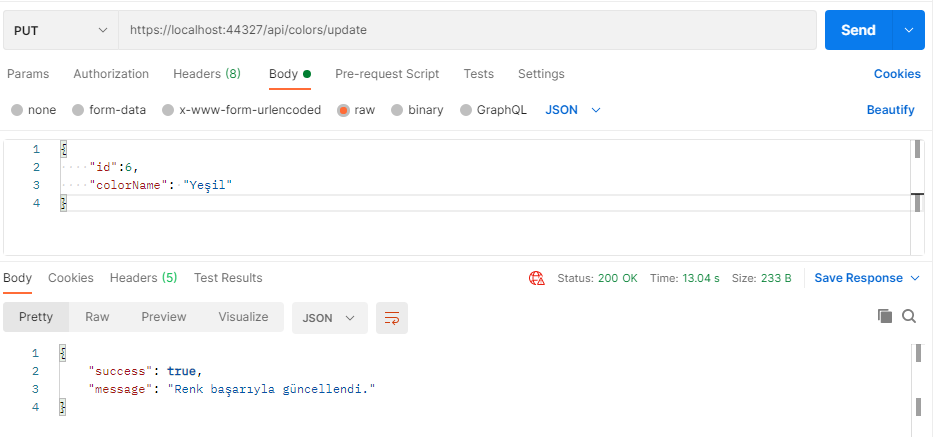 PUT https://localhost:44327/api/colors/update Send
Params Authorization Headers (8) Body Pre-request Script Tests Settings Cookies
none form-data x-www-form-urlencoded raw binary GraphQL JSON Beautify
1 {
2 "id":6,
3 "colorName": "Yeşil"
4 }
Body Cookies Headers (5) Test Results Status: 200 OK Time: 13.04 s Size: 233 B Save Response
Pretty Raw Preview Visualize JSON
1 {
2 "success": true,
3 "message": "Renk başarıyla güncellendi."
4 }